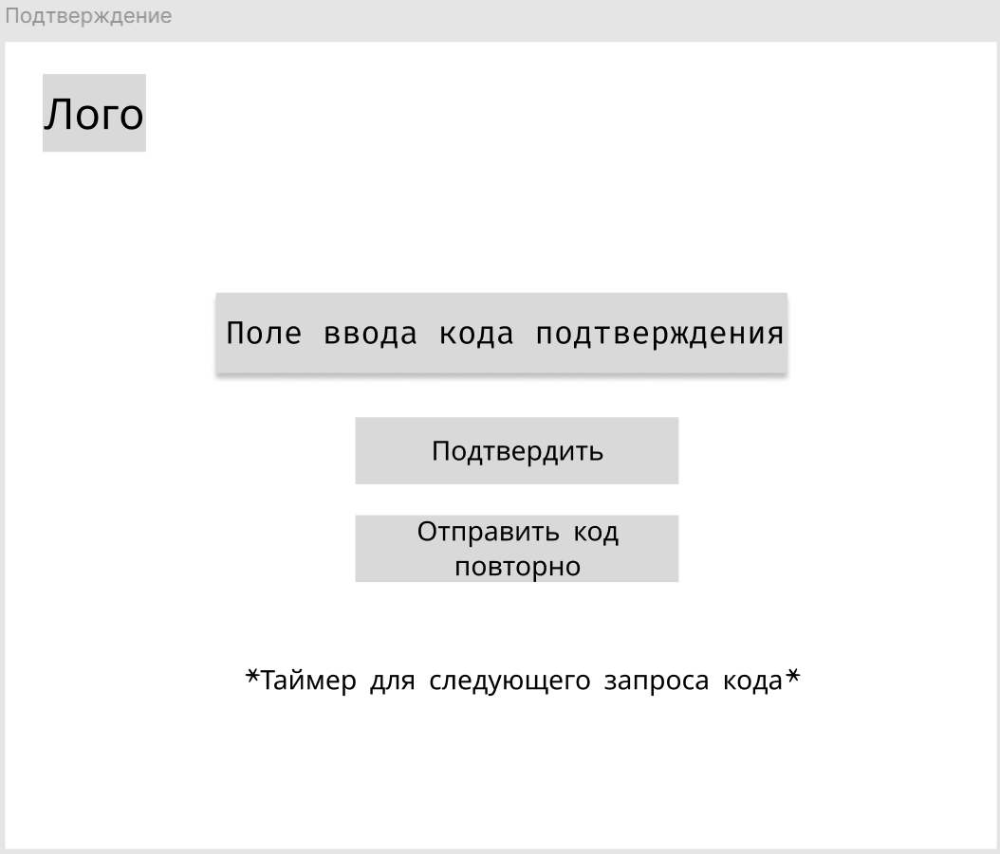 Подтверждение
Лого
Поле ввода кода подтверждения
Подтвердить
Отправить код
повторно
*Таймер для следующего запроса кода*